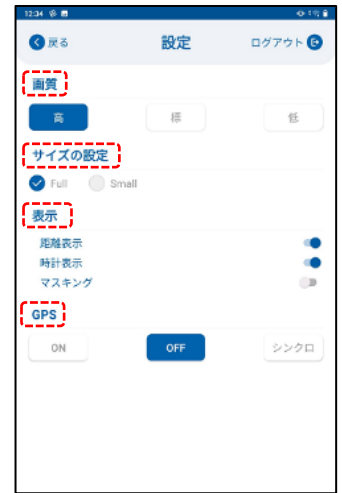 12:34
戻る 設定 ログアウト
画質
高 標 低
サイズの設定
Full Small
表示
距離表示
時計表示
マスキング
GPS
ON OFF シンクロ